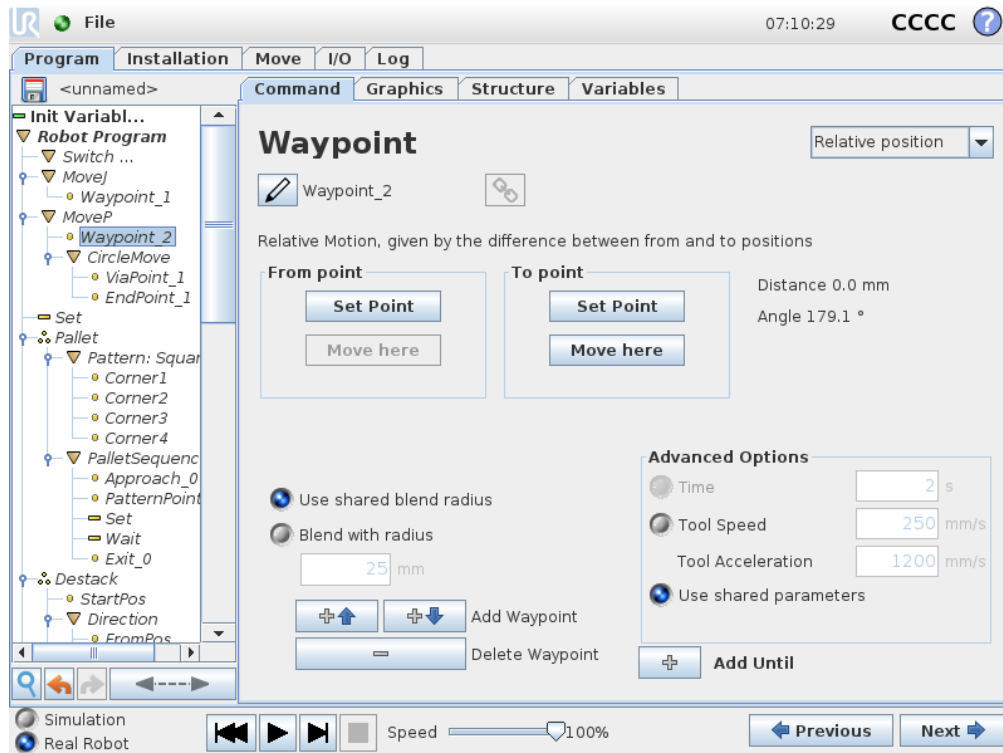 UR File 07:10:29 CCCC ?
Program Installation Move I/O Log
<unnamed>
Command Graphics Structure Variables
Init Variabl...
Robot Program
Switch ...
MoveJ
Waypoint_1
MoveP
Waypoint_2
CircleMove
ViaPoint_1
EndPoint_1
Set
Pallet
Pattern: Squar
Corner1
Corner2
Corner3
Corner4
PalletSequenc
Approach_0
PatternPoint
Set
Wait
Exit_0
Destack
StartPos
Direction
FromPos
Waypoint
Relative position
Waypoint_2
Relative Motion, given by the difference between from and to positions
From point
Set Point
Move here
To point
Set Point
Move here
Distance 0.0 mm
Angle 179.1 °
Use shared blend radius
Blend with radius
25 mm
Add Waypoint
Delete Waypoint
Advanced Options
Time 2 s
Tool Speed 250 mm/s
Tool Acceleration 1200 mm/s
Use shared parameters
Add Until
Simulation
Real Robot
Speed 100%
Previous
Next